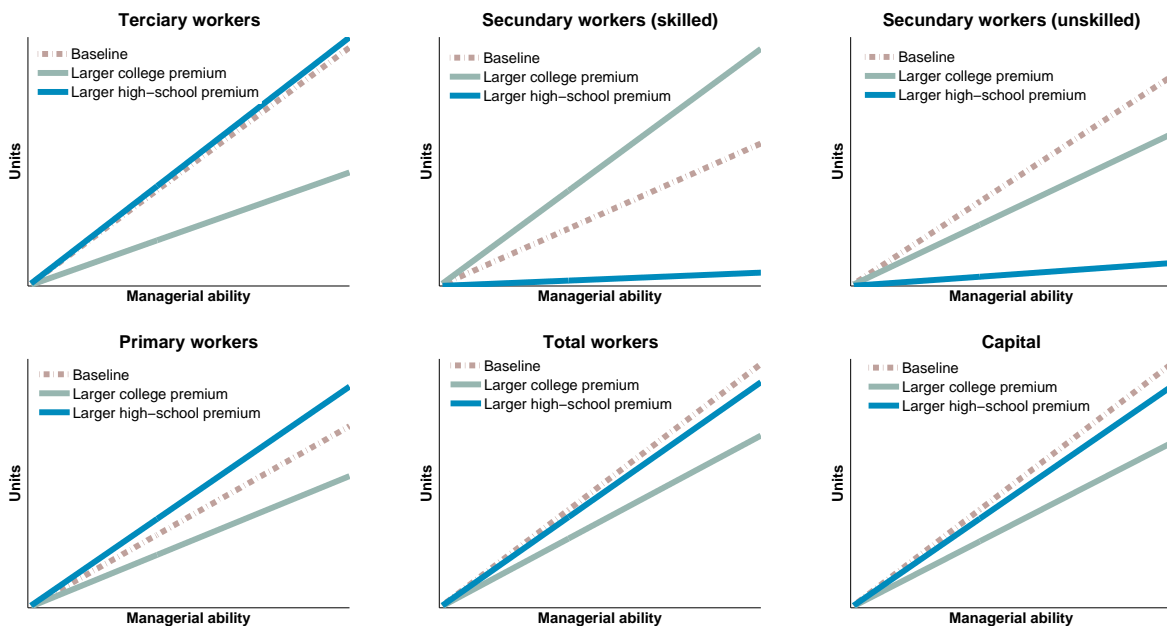 Terciary workers
Baseline
Larger college premium
Larger high−school premium
Units
Managerial ability
Secundary workers (skilled)
Baseline
Larger college premium
Larger high−school premium
Units
Managerial ability
Secundary workers (unskilled)
Baseline
Larger college premium
Larger high−school premium
Units
Managerial ability
Primary workers
Baseline
Larger college premium
Larger high−school premium
Units
Managerial ability
Total workers
Baseline
Larger college premium
Larger high−school premium
Units
Managerial ability
Capital
Baseline
Larger college premium
Larger high−school premium
Units
Managerial ability